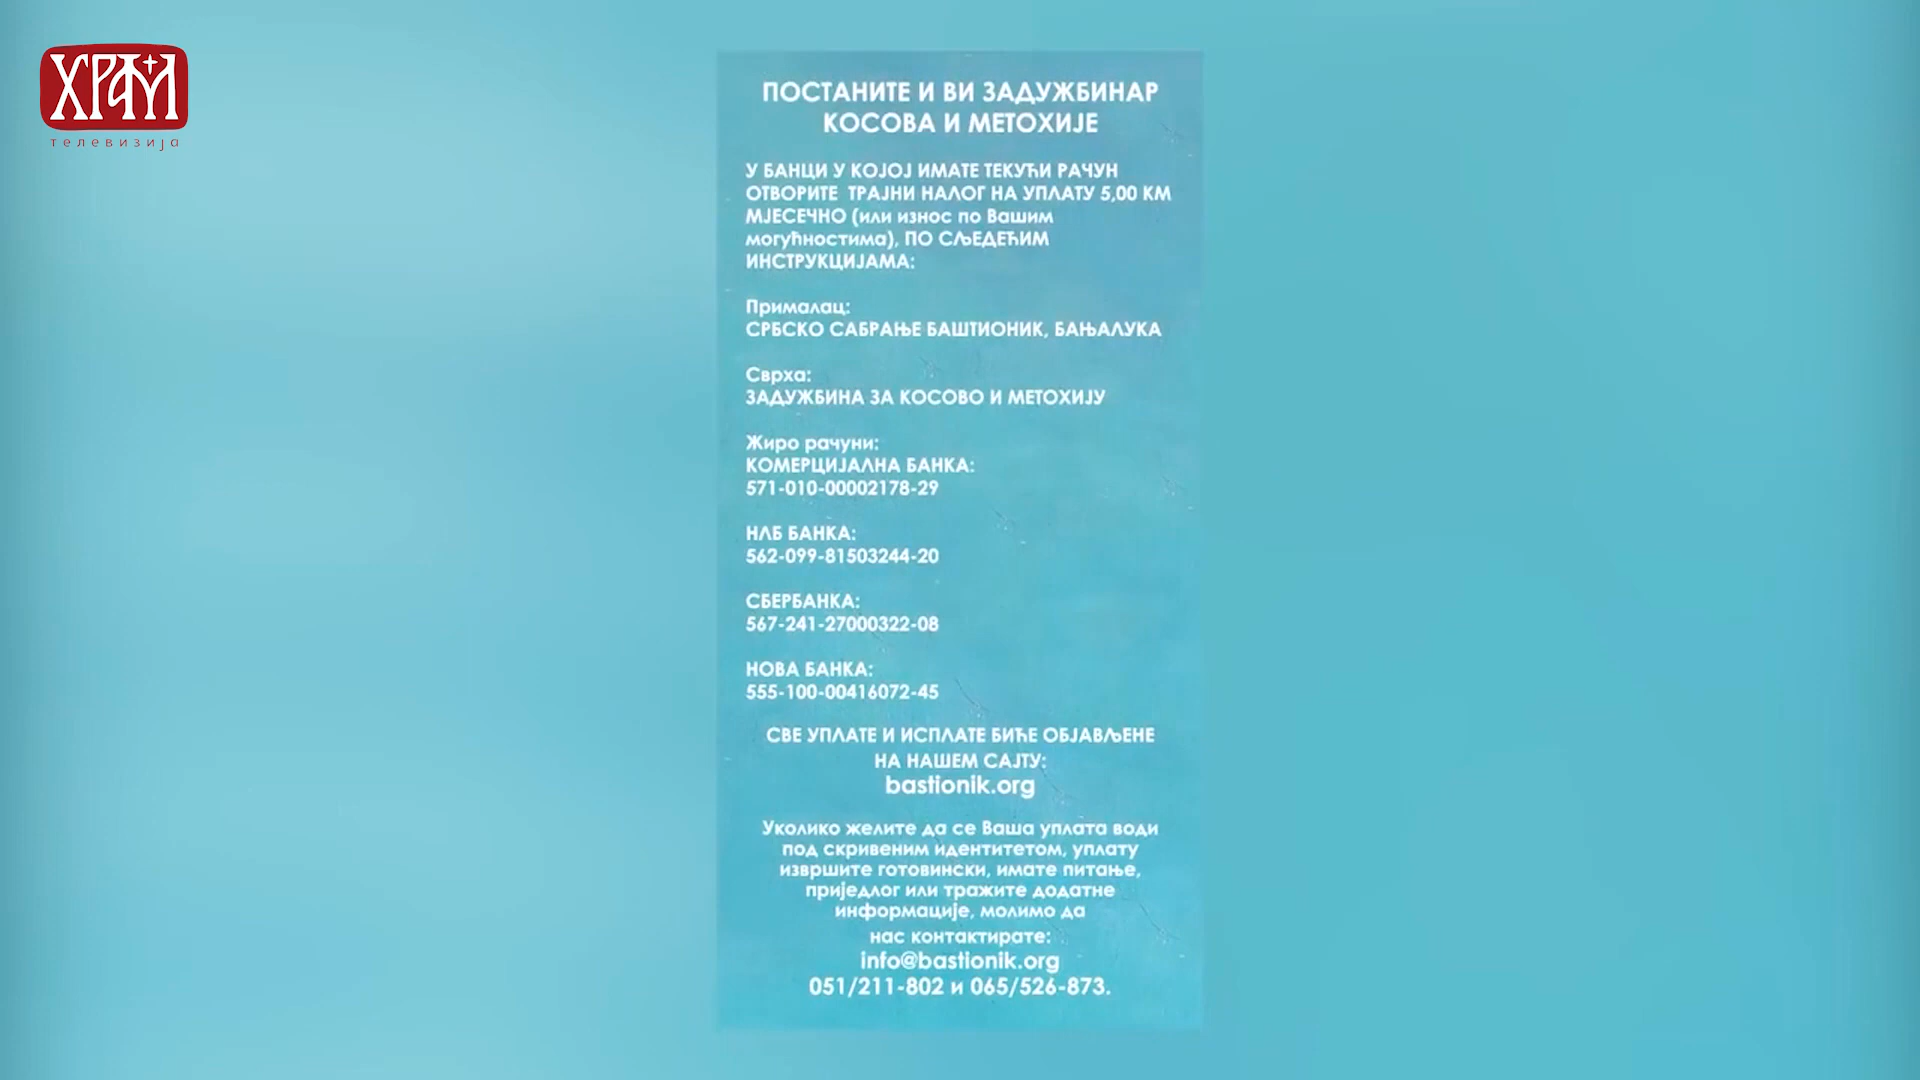 ХРАМ
телевизија
ПОСТАНИТЕ И ВИ ЗАДУЖБИНАР
КОСОВА И МЕТОХИЈЕ
У БАНЦИ У КОЈОЈ ИМАТЕ ТЕКУЋИ РАЧУН
ОТВОРИТЕ ТРАЈНИ НАЛОГ НА УПЛАТУ 5,00 КМ
МЈЕСЕЧНО (или износ по Вашим
могућностима), ПО СЉЕДЕЋИМ
ИНСТРУКЦИЈАМА:
Прималац:
СРБСКО САБРАЊЕ БАШТИОНИК, БАЊАЛУКА
Сврха:
ЗАДУЖБИНА ЗА КОСОВО И МЕТОХИЈУ
Жиро рачуни:
КОМЕРЦИЈАЛНА БАНКА:
571-010-00002178-29
НЛБ БАНКА:
562-099-81503244-20
СБЕРБАНКА:
567-241-27000322-08
НОВА БАНКА:
555-100-00416072-45
СВЕ УПЛАТЕ И ИСПЛАТЕ БИЋЕ ОБЈАВЉЕНЕ
НА НАШЕМ САЈТУ:
bastionik.org
Уколико желите да се Ваша уплата води
под скривеним идентитетом, уплату
извршите готовински, имате питање,
приједлог или тражите додатне
информације, молимо да
нас контактирате:
info@bastionik.org
051/211-802 и 065/526-873.